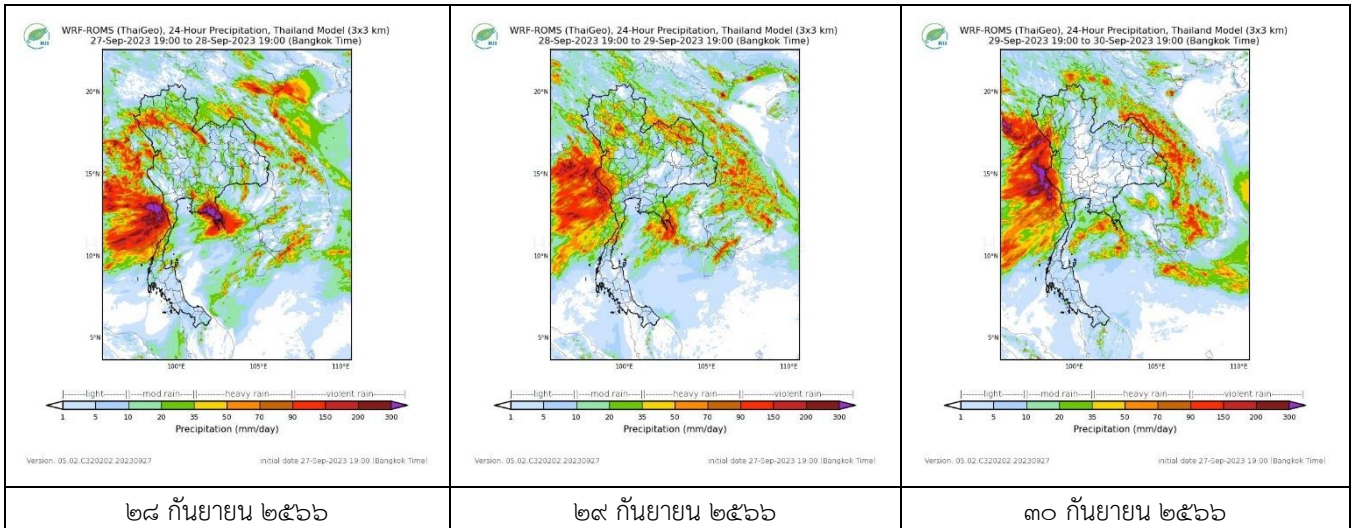 WRF-ROMS (ThaiGeo), 24-Hour Precipitation, Thailand Model (3x3 km)
27-Sep-2023 19:00 to 28-Sep-2023 19:00 (Bangkok Time)
HII
20°N
15°N
10°N
5°N
100°E 105°E 110°E
|------light------||---mod rain---||--------heavy rain--------||--------violent rain--------|
1 5 10 20 35 50 70 90 150 200 300
Precipitation (mm/day)
Version: 05.02.C320202.20230927 initial date 27-Sep-2023 19:00 (Bangkok Time)
๒๘ กันยายน ๒๕๖๖
WRF-ROMS (ThaiGeo), 24-Hour Precipitation, Thailand Model (3x3 km)
28-Sep-2023 19:00 to 29-Sep-2023 19:00 (Bangkok Time)
HII
20°N
15°N
10°N
5°N
100°E 105°E 110°E
|------light------||---mod rain---||--------heavy rain--------||--------violent rain--------|
1 5 10 20 35 50 70 90 150 200 300
Precipitation (mm/day)
Version: 05.02.C320202.20230927 initial date 27-Sep-2023 19:00 (Bangkok Time)
๒๙ กันยายน ๒๕๖๖
WRF-ROMS (ThaiGeo), 24-Hour Precipitation, Thailand Model (3x3 km)
29-Sep-2023 19:00 to 30-Sep-2023 19:00 (Bangkok Time)
HII
20°N
15°N
10°N
5°N
100°E 105°E 110°E
|------light------||---mod rain---||--------heavy rain--------||--------violent rain--------|
1 5 10 20 35 50 70 90 150 200 300
Precipitation (mm/day)
Version: 05.02.C320202.20230927 initial date 27-Sep-2023 19:00 (Bangkok Time)
๓๐ กันยายน ๒๕๖๖